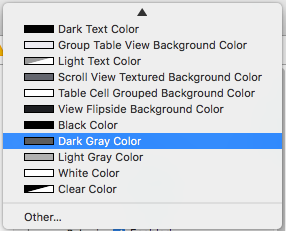 Dark Text Color
Group Table View Background Color
Light Text Color
Scroll View Textured Background Color
Table Cell Grouped Background Color
View Flipside Background Color
Black Color
Dark Gray Color
Light Gray Color
White Color
Clear Color
Other...